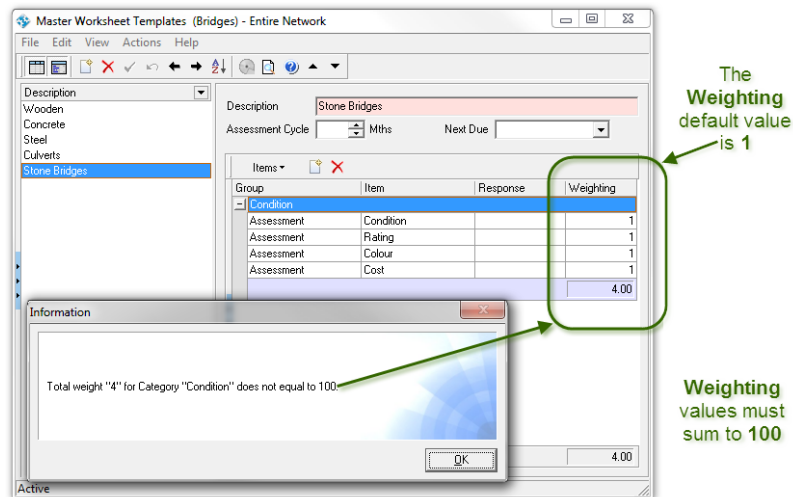 Master Worksheet Templates (Bridges) - Entire Network
File Edit View Actions Help
Description
Wooden
Concrete
Steel
Culverts
Stone Bridges
Description Stone Bridges
Assessment Cycle Mths Next Due
Items
Group Item Response Weighting
Condition
Assessment Condition 1
Assessment Rating 1
Assessment Colour 1
Assessment Cost 1
4.00
The
Weighting
default value
is 1
Information
Total weight "4" for Category "Condition" does not equal to 100.
OK
4.00
Weighting
values must
sum to 100
Active